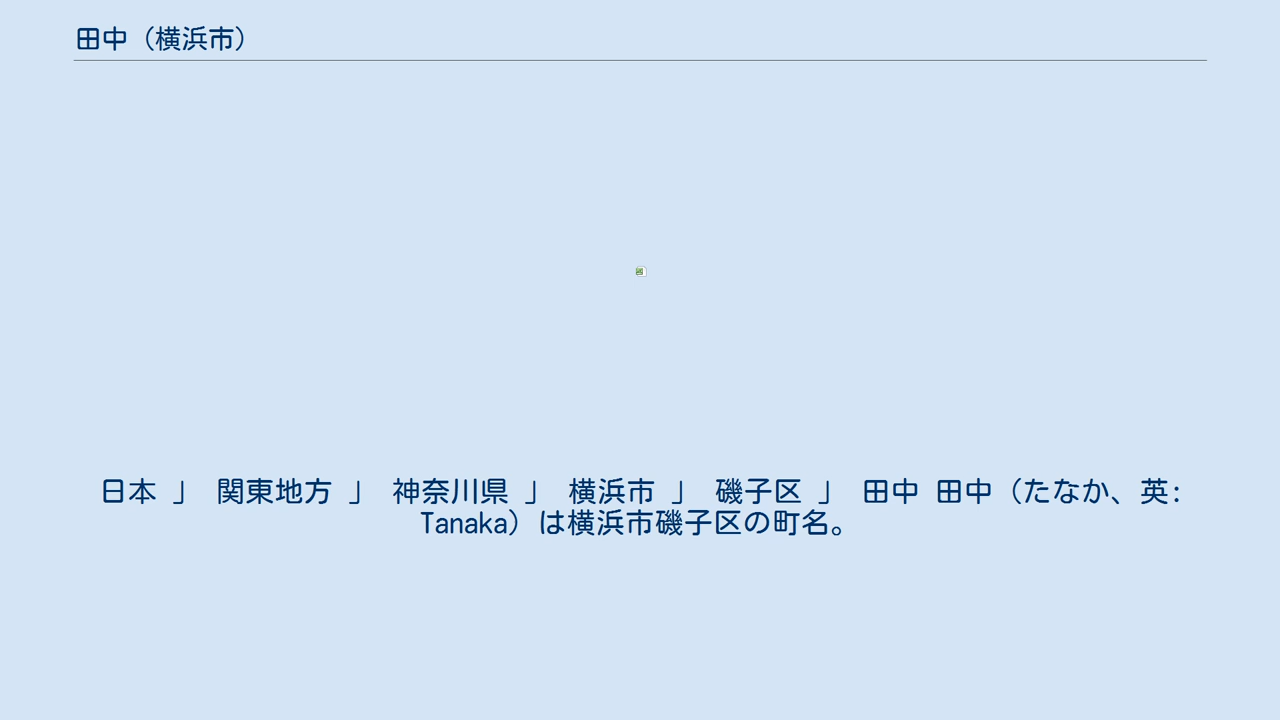 田中（横浜市）
日本 」 関東地方 」 神奈川県 」 横浜市 」 磯子区 」 田中 田中（たなか、英:
Tanaka）は横浜市磯子区の町名。